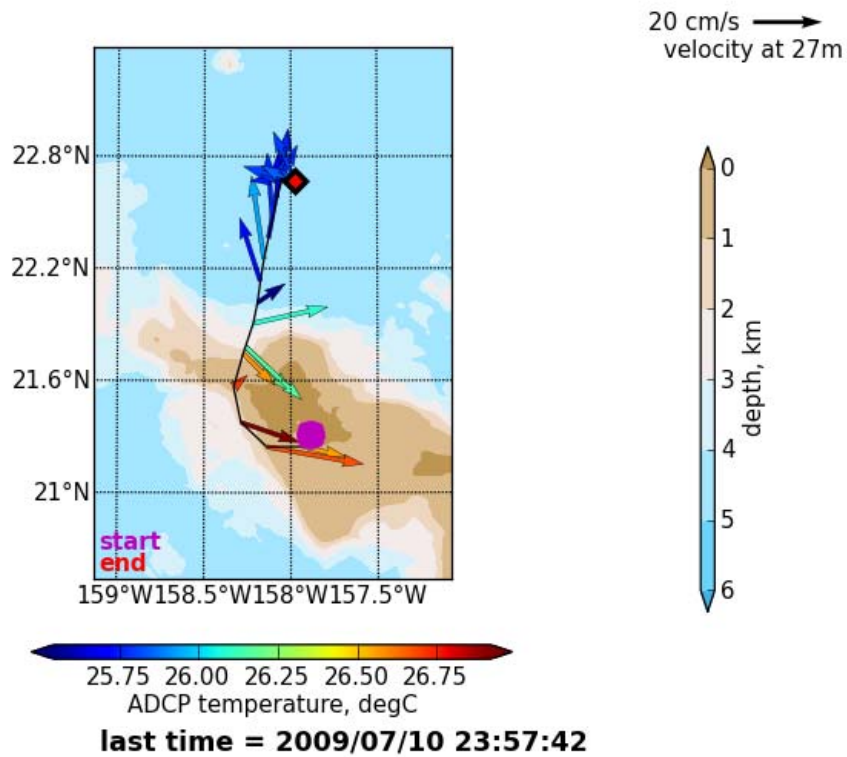 20 cm/s
velocity at 27m
22.8°N
22.2°N
21.6°N
21°N
start
end
159°W158.5°W158°W157.5°W
0
1
2
3
4
5
6
depth, km
25.75 26.00 26.25 26.50 26.75
ADCP temperature, degC
last time = 2009/07/10 23:57:42